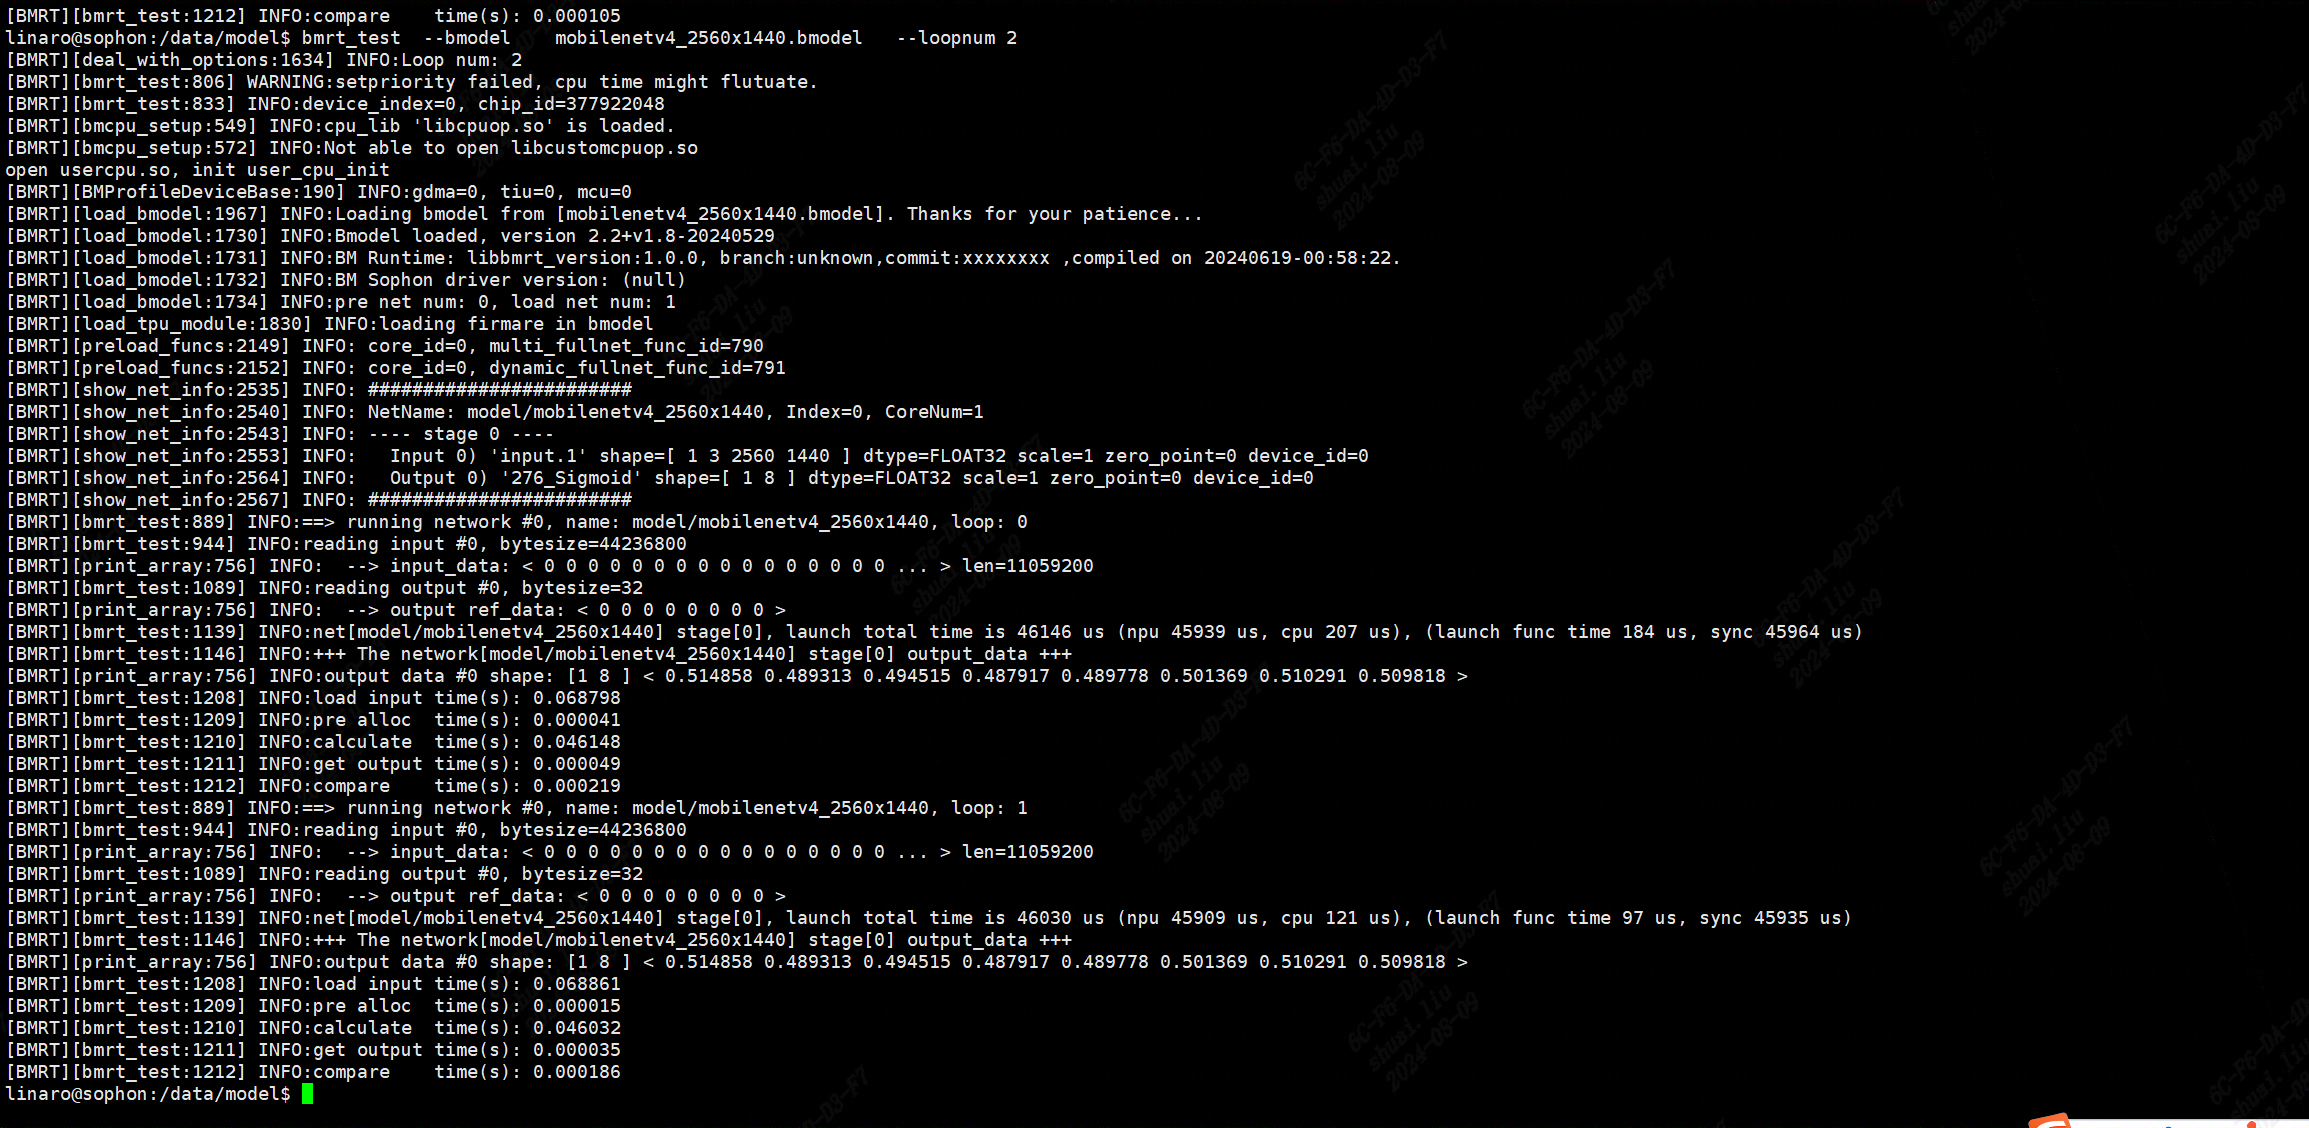 [BMRT][bmrt_test:1212] INFO:compare    time(s): 0.000105
linaro@sophon:/data/model$ bmrt_test  --bmodel    mobilenetv4_2560x1440.bmodel   --loopnum 2
[BMRT][deal_with_options:1634] INFO:Loop num: 2
[BMRT][bmrt_test:806] WARNING:setpriority failed, cpu time might flutuate.
[BMRT][bmrt_test:833] INFO:device_index=0, chip_id=377922048
[BMRT][bmcpu_setup:549] INFO:cpu_lib 'libcpuop.so' is loaded.
[BMRT][bmcpu_setup:572] INFO:Not able to open libcustomcpuop.so
open usercpu.so, init user_cpu_init
[BMRT][BMProfileDeviceBase:190] INFO:gdma=0, tiu=0, mcu=0
[BMRT][load_bmodel:1967] INFO:Loading bmodel from [mobilenetv4_2560x1440.bmodel]. Thanks for your patience...
[BMRT][load_bmodel:1730] INFO:Bmodel loaded, version 2.2+v1.8-20240529
[BMRT][load_bmodel:1731] INFO:BM Runtime: libbmrt_version:1.0.0, branch:unknown,commit:xxxxxxxx ,compiled on 20240619-00:58:22.
[BMRT][load_bmodel:1732] INFO:BM Sophon driver version: (null)
[BMRT][load_bmodel:1734] INFO:pre net num: 0, load net num: 1
[BMRT][load_tpu_module:1830] INFO:loading firmare in bmodel
[BMRT][preload_funcs:2149] INFO: core_id=0, multi_fullnet_func_id=790
[BMRT][preload_funcs:2152] INFO: core_id=0, dynamic_fullnet_func_id=791
[BMRT][show_net_info:2535] INFO: ########################
[BMRT][show_net_info:2540] INFO: NetName: model/mobilenetv4_2560x1440, Index=0, CoreNum=1
[BMRT][show_net_info:2543] INFO: ---- stage 0 ----
[BMRT][show_net_info:2553] INFO:   Input 0) 'input.1' shape=[ 1 3 2560 1440 ] dtype=FLOAT32 scale=1 zero_point=0 device_id=0
[BMRT][show_net_info:2564] INFO:   Output 0) '276_Sigmoid' shape=[ 1 8 ] dtype=FLOAT32 scale=1 zero_point=0 device_id=0
[BMRT][show_net_info:2567] INFO: ########################
[BMRT][bmrt_test:889] INFO:==> running network #0, name: model/mobilenetv4_2560x1440, loop: 0
[BMRT][bmrt_test:944] INFO:reading input #0, bytesize=44236800
[BMRT][print_array:756] INFO:  --> input_data: < 0 0 0 0 0 0 0 0 0 0 0 0 0 0 0 0 ... > len=11059200
[BMRT][bmrt_test:1089] INFO:reading output #0, bytesize=32
[BMRT][print_array:756] INFO:  --> output ref_data: < 0 0 0 0 0 0 0 0 >
[BMRT][bmrt_test:1139] INFO:net[model/mobilenetv4_2560x1440] stage[0], launch total time is 46146 us (npu 45939 us, cpu 207 us), (launch func time 184 us, sync 45964 us)
[BMRT][bmrt_test:1146] INFO:+++ The network[model/mobilenetv4_2560x1440] stage[0] output_data +++
[BMRT][print_array:756] INFO:output data #0 shape: [1 8 ] < 0.514858 0.489313 0.494515 0.487917 0.489778 0.501369 0.510291 0.509818 >
[BMRT][bmrt_test:1208] INFO:load input time(s): 0.068798
[BMRT][bmrt_test:1209] INFO:pre alloc  time(s): 0.000041
[BMRT][bmrt_test:1210] INFO:calculate  time(s): 0.046148
[BMRT][bmrt_test:1211] INFO:get output time(s): 0.000049
[BMRT][bmrt_test:1212] INFO:compare    time(s): 0.000219
[BMRT][bmrt_test:889] INFO:==> running network #0, name: model/mobilenetv4_2560x1440, loop: 1
[BMRT][bmrt_test:944] INFO:reading input #0, bytesize=44236800
[BMRT][print_array:756] INFO:  --> input_data: < 0 0 0 0 0 0 0 0 0 0 0 0 0 0 0 0 ... > len=11059200
[BMRT][bmrt_test:1089] INFO:reading output #0, bytesize=32
[BMRT][print_array:756] INFO:  --> output ref_data: < 0 0 0 0 0 0 0 0 >
[BMRT][bmrt_test:1139] INFO:net[model/mobilenetv4_2560x1440] stage[0], launch total time is 46030 us (npu 45909 us, cpu 121 us), (launch func time 97 us, sync 45935 us)
[BMRT][bmrt_test:1146] INFO:+++ The network[model/mobilenetv4_2560x1440] stage[0] output_data +++
[BMRT][print_array:756] INFO:output data #0 shape: [1 8 ] < 0.514858 0.489313 0.494515 0.487917 0.489778 0.501369 0.510291 0.509818 >
[BMRT][bmrt_test:1208] INFO:load input time(s): 0.068861
[BMRT][bmrt_test:1209] INFO:pre alloc  time(s): 0.000015
[BMRT][bmrt_test:1210] INFO:calculate  time(s): 0.046032
[BMRT][bmrt_test:1211] INFO:get output time(s): 0.000035
[BMRT][bmrt_test:1212] INFO:compare    time(s): 0.000186
linaro@sophon:/data/model$
6C-F6-DA-4D-D3-F7
shuai.liu
2024-08-09